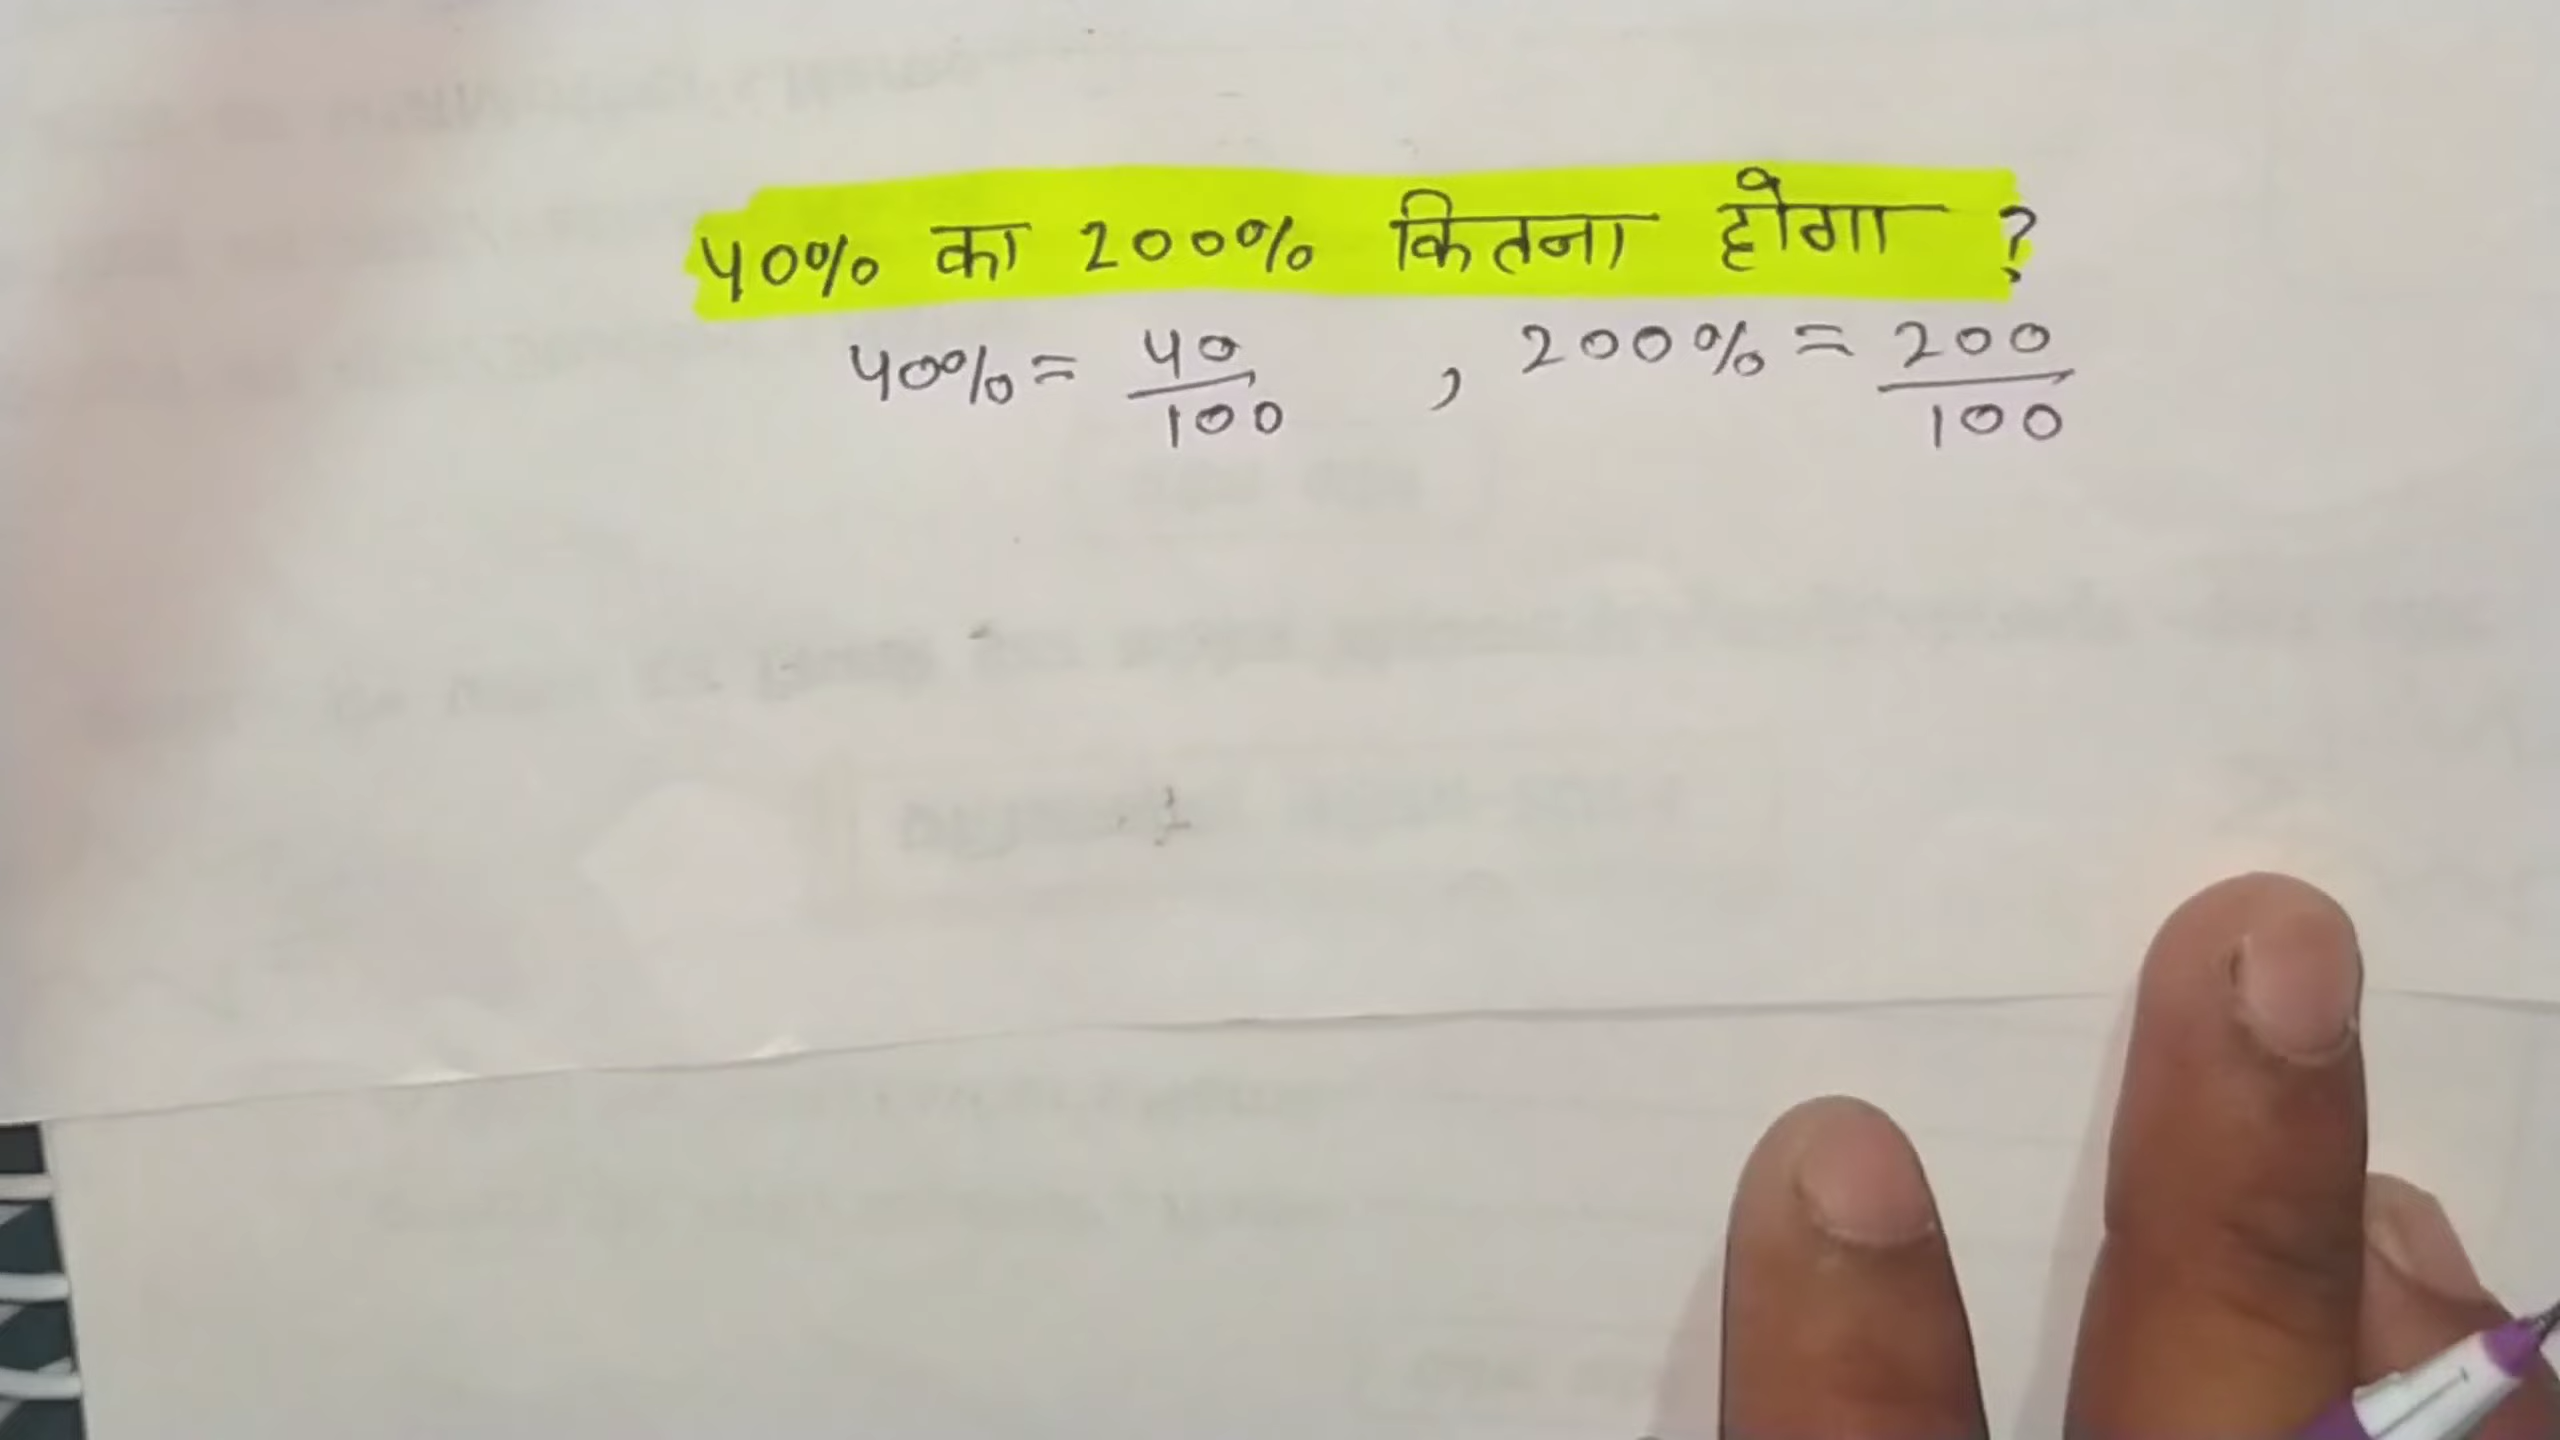 40% का 200% कितना होगा ?
40% = 40/100 , 200% = 200/100